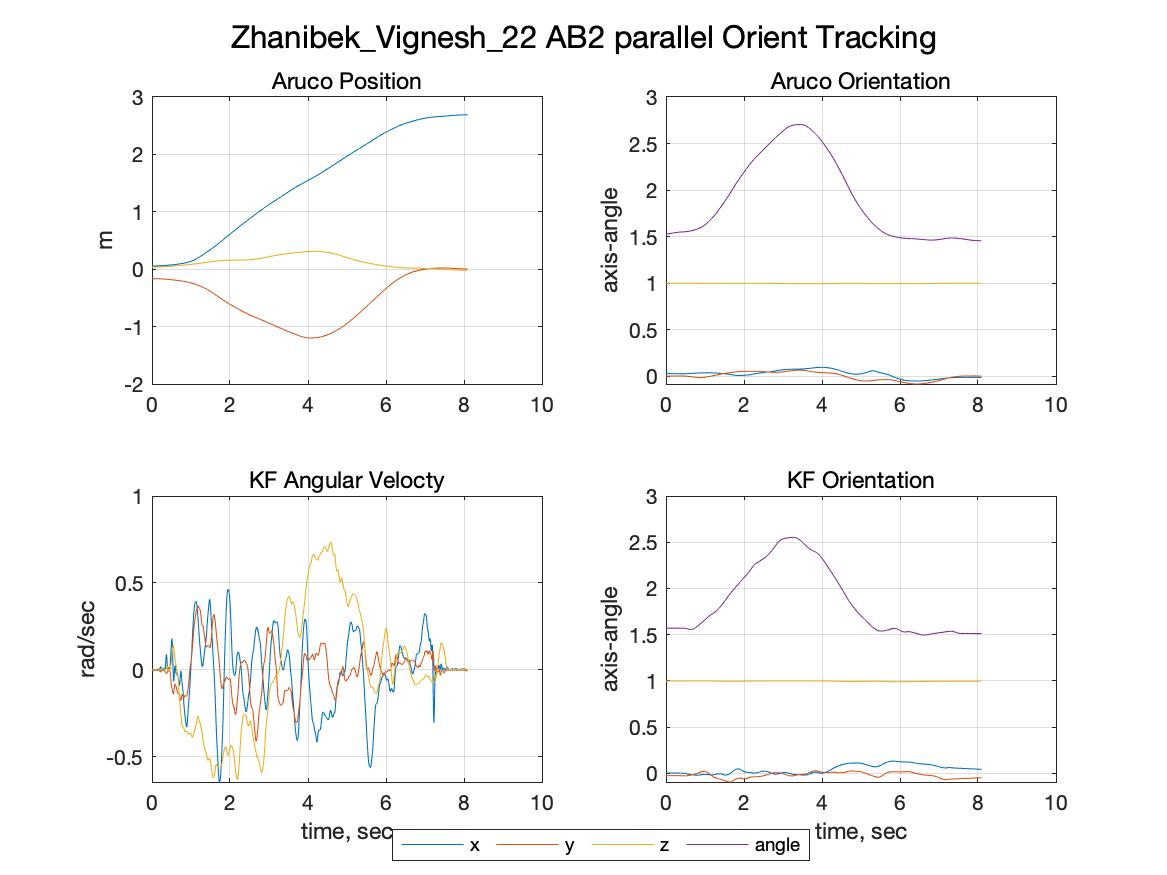 Zhanibek_Vignesh_22 AB2 parallel Orient Tracking
Aruco Position
m
3
2
1
0
-1
-2
0 2 4 6 8 10
Aruco Orientation
axis-angle
3
2.5
2
1.5
1
0.5
0
0 2 4 6 8 10
KF Angular Velocty
rad/sec
1
0.5
0
-0.5
0 2 4 6 8 10
time, sec
KF Orientation
axis-angle
3
2.5
2
1.5
1
0.5
0
0 2 4 6 8 10
time, sec
x y z angle